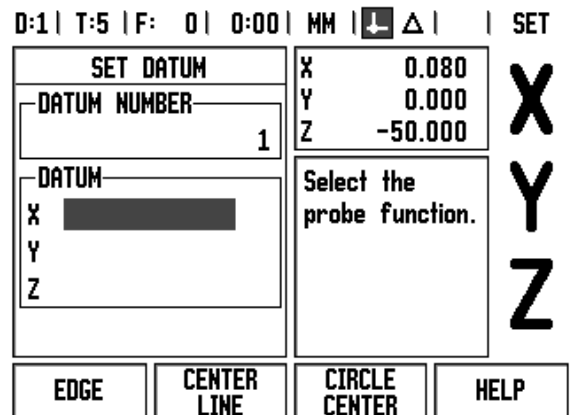 D:1 | T:5 | F: 0 | 0:00 | MM | Δ | | SET
SET DATUM
DATUM NUMBER
1
DATUM
X
Y
Z
X 0.080
Y 0.000
Z -50.000
Select the
probe function.
X
Y
Z
EDGE
CENTER
LINE
CIRCLE
CENTER
HELP